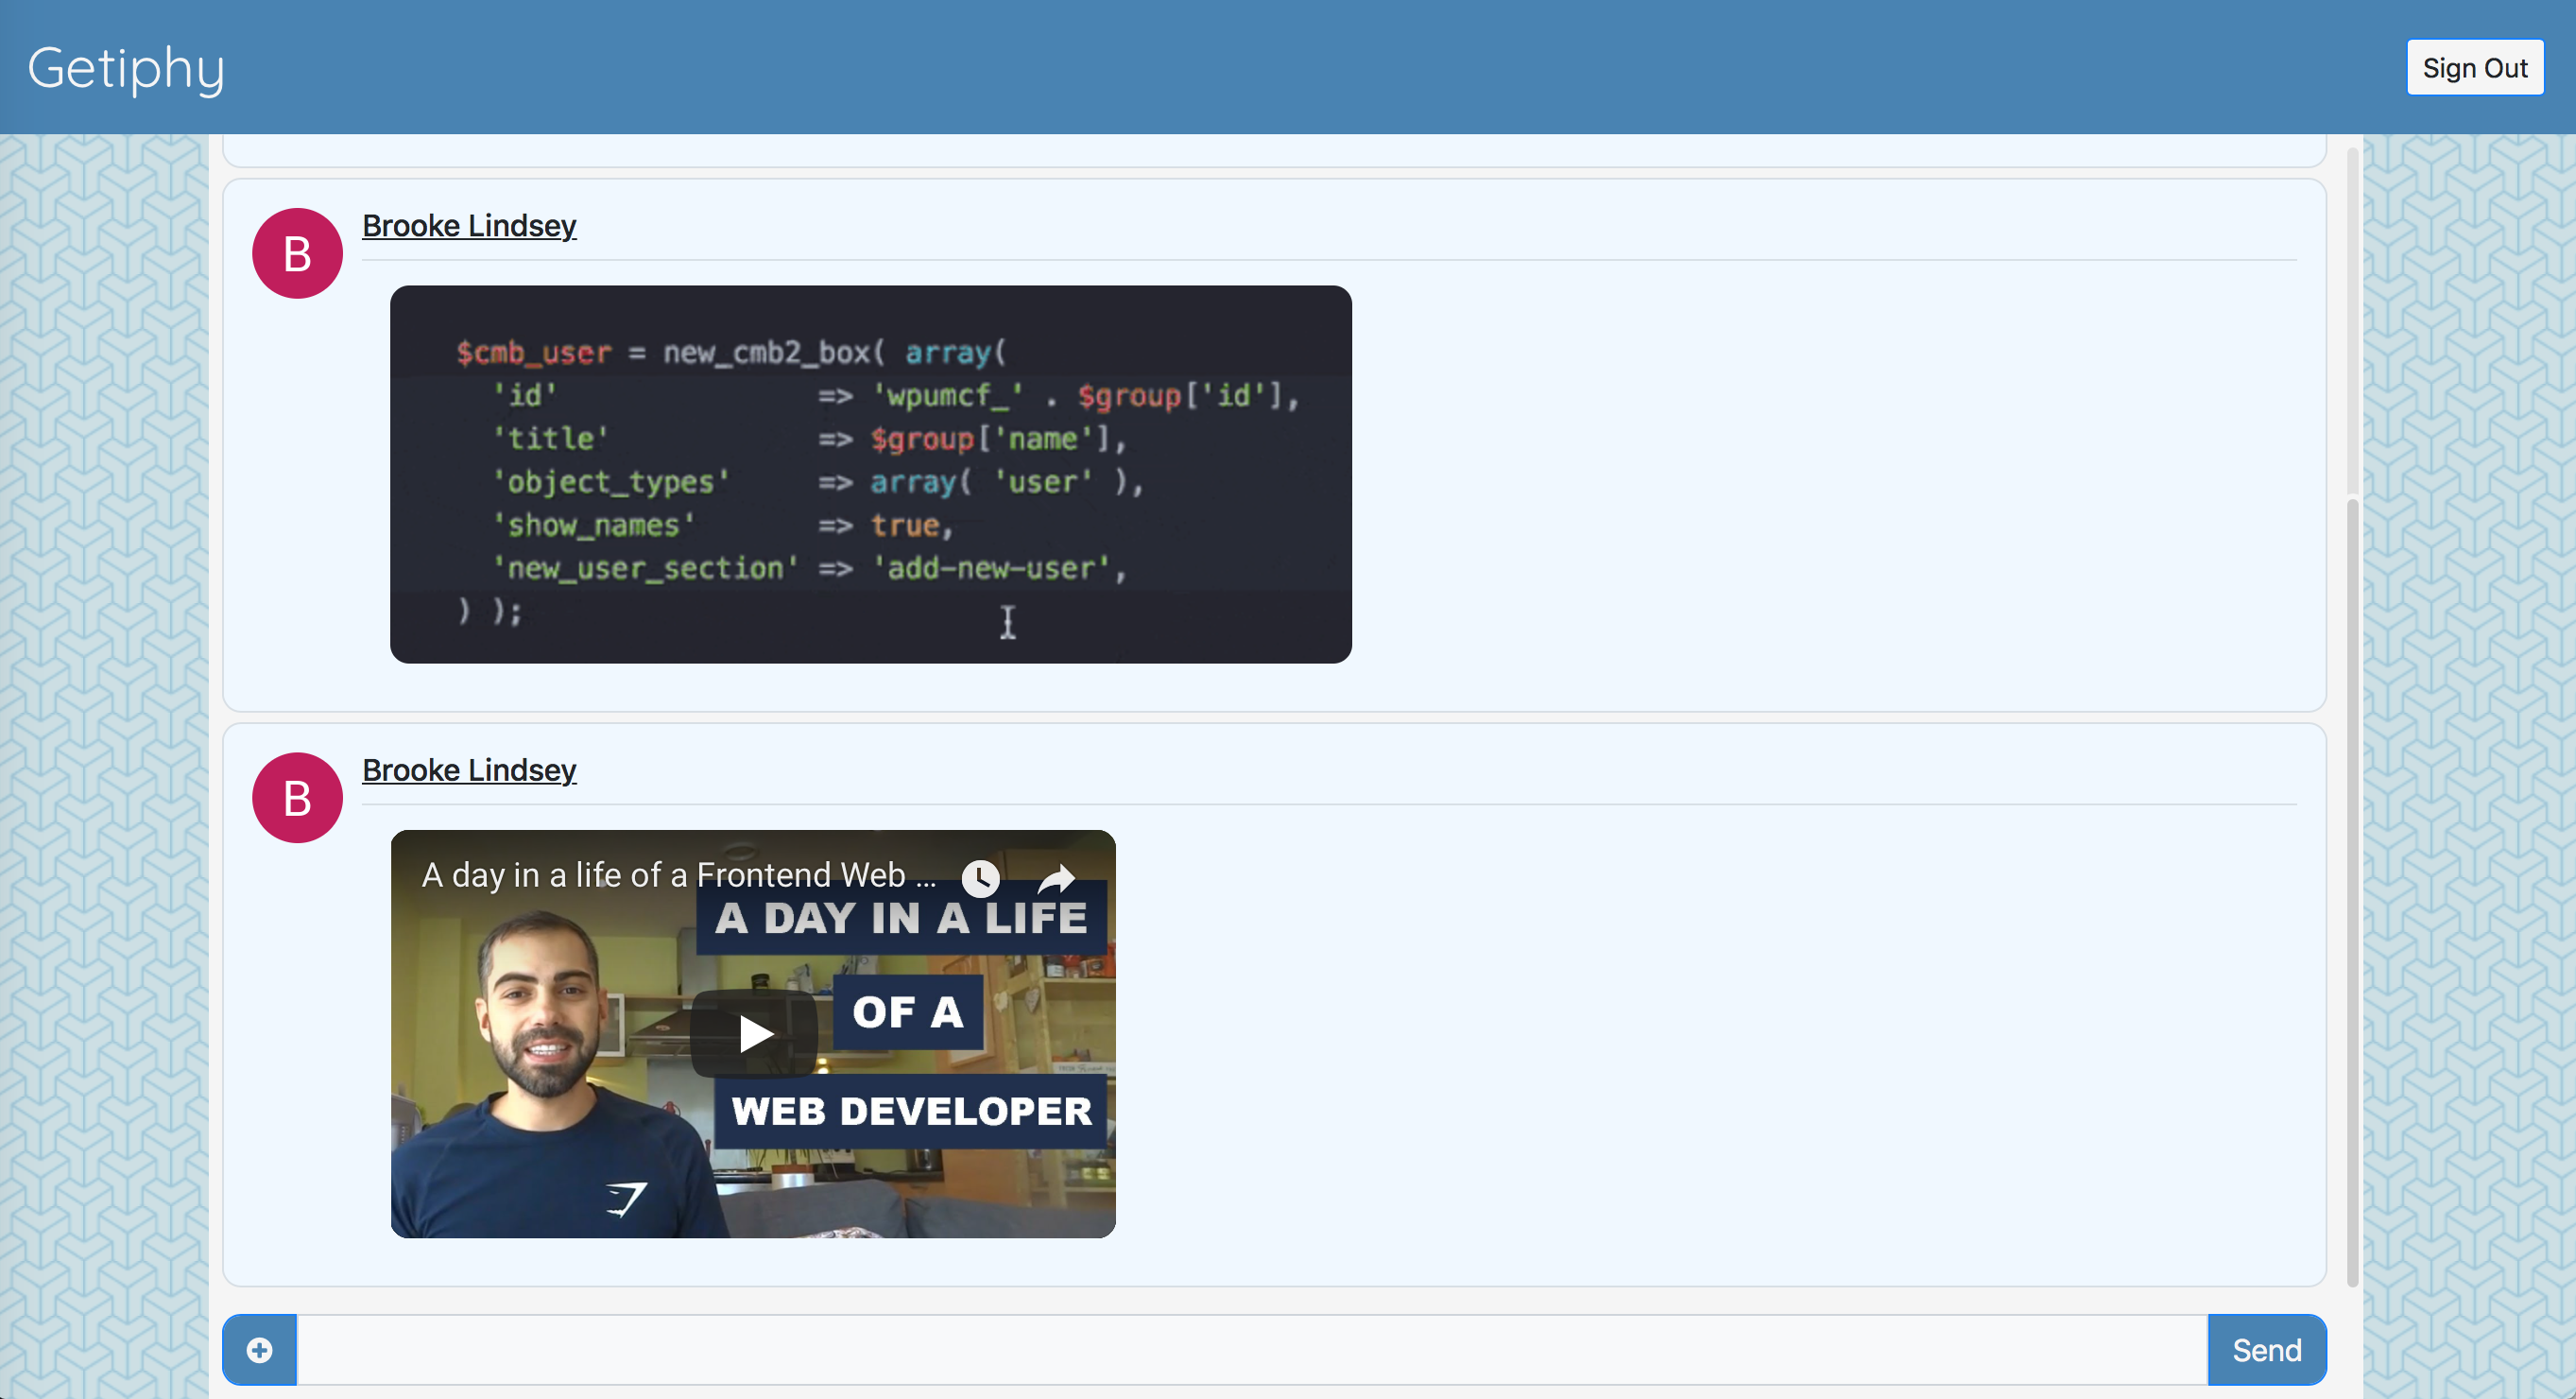 Getiphy
Sign Out
B
Brooke Lindsey
$cmb_user = new_cmb2_box( array(
'id' => 'wpumcf_' . $group['id'],
'title' => $group['name'],
'object_types' => array( 'user' ),
'show_names' => true,
'new_user_section' => 'add-new-user',
) );
B
Brooke Lindsey
A day in a life of a Frontend Web ...
A DAY IN A LIFE
OF A
WEB DEVELOPER
Send